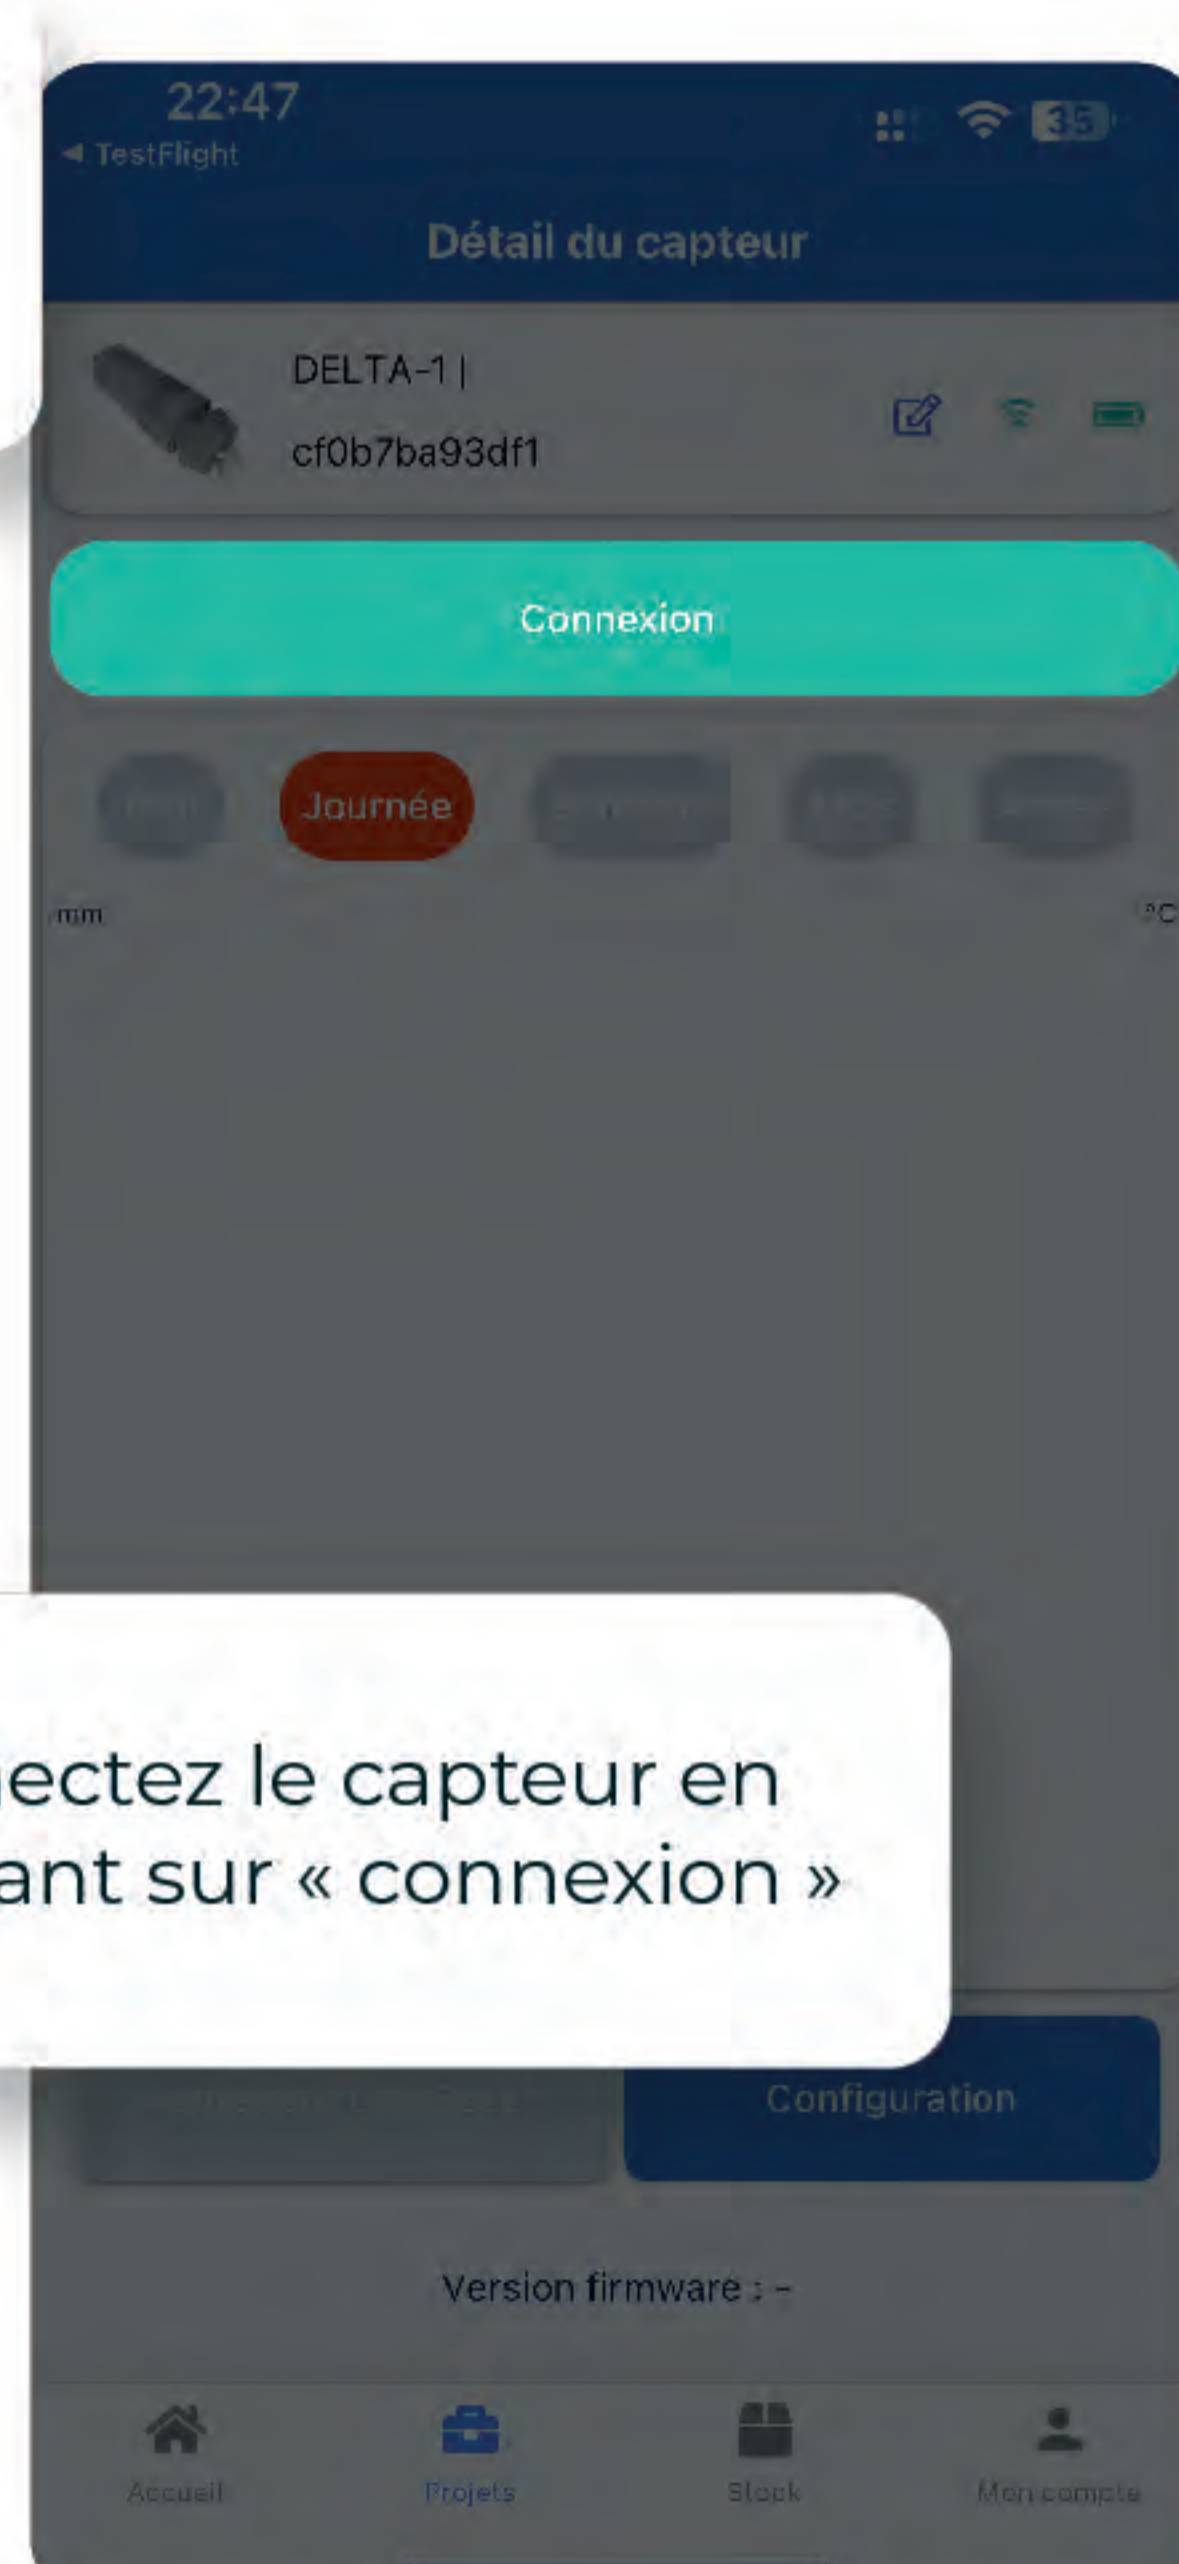 22:47
35
◄ TestFlight
Détail du capteur
DELTA-1 |
cf0b7ba93df1
Connexion
Journée
mm
°C
nectez le capteur en
ant sur « connexion »
Configuration
Version firmware : -
Accueil
Projets
Stock
Mon compte